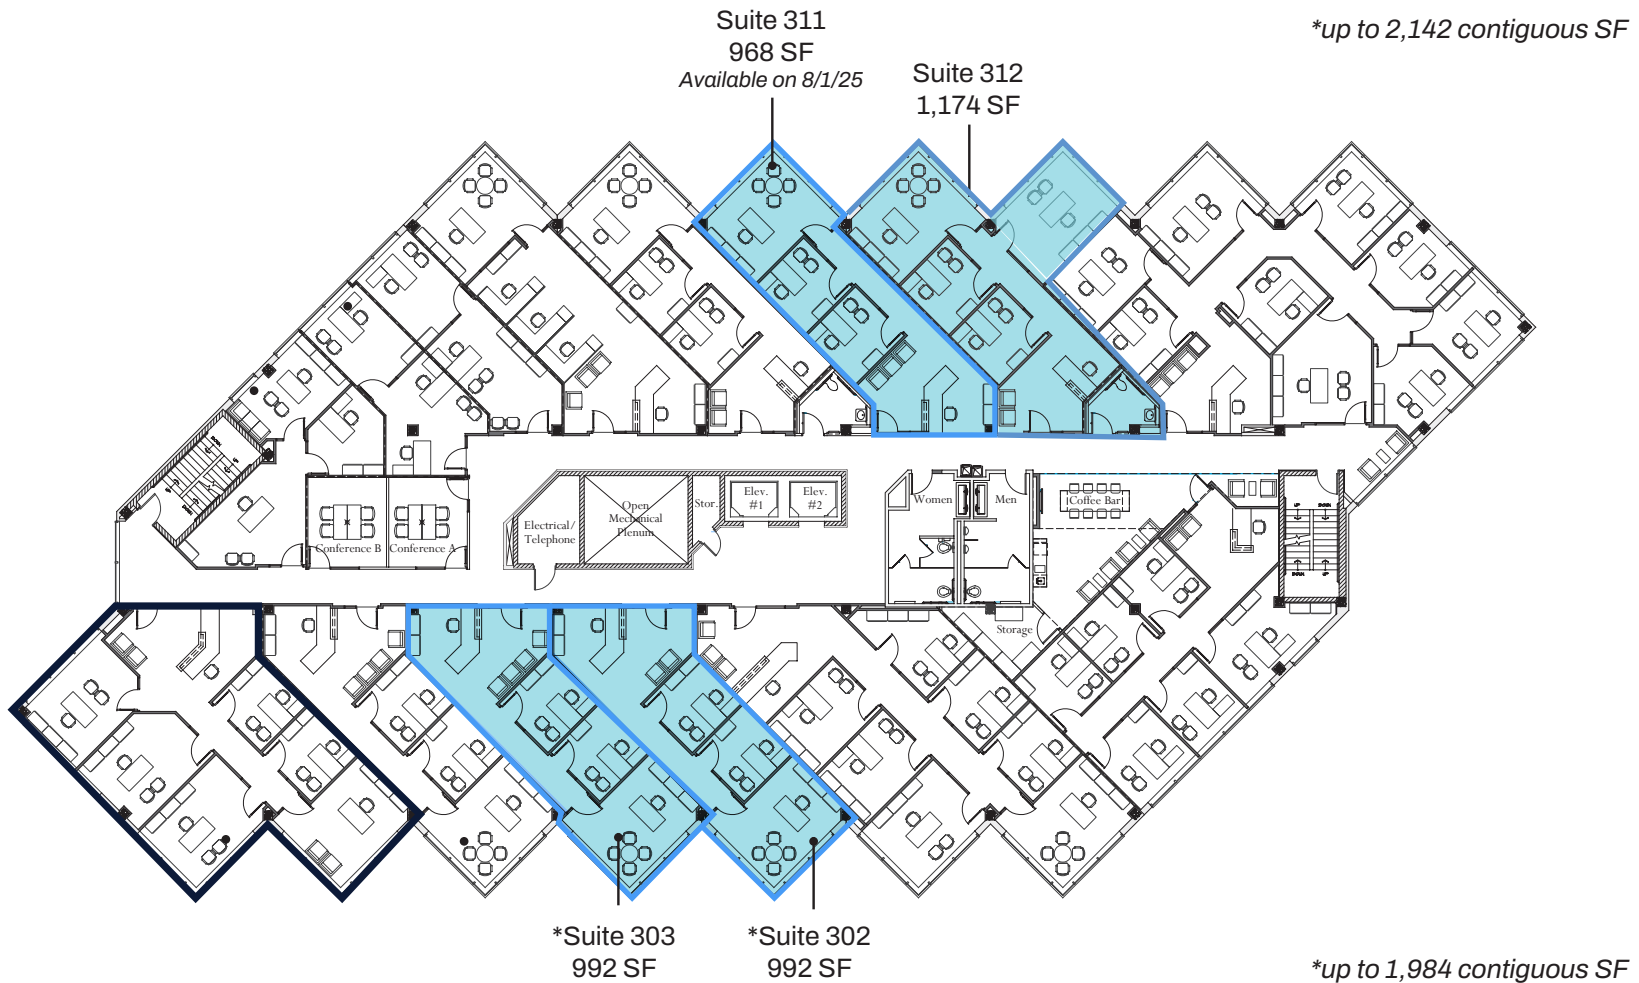 Suite 311
968 SF
Available on 8/1/25
*up to 2,142 contiguous SF
Suite 312
1,174 SF
Women
Men
Coffee Bar
Elev.
#1
Elev.
#2
Stor.
Open
Mechanical
Plenum
Electrical/
Telephone
Conference B
Conference A
Storage
*Suite 303
992 SF
*Suite 302
992 SF
*up to 1,984 contiguous SF